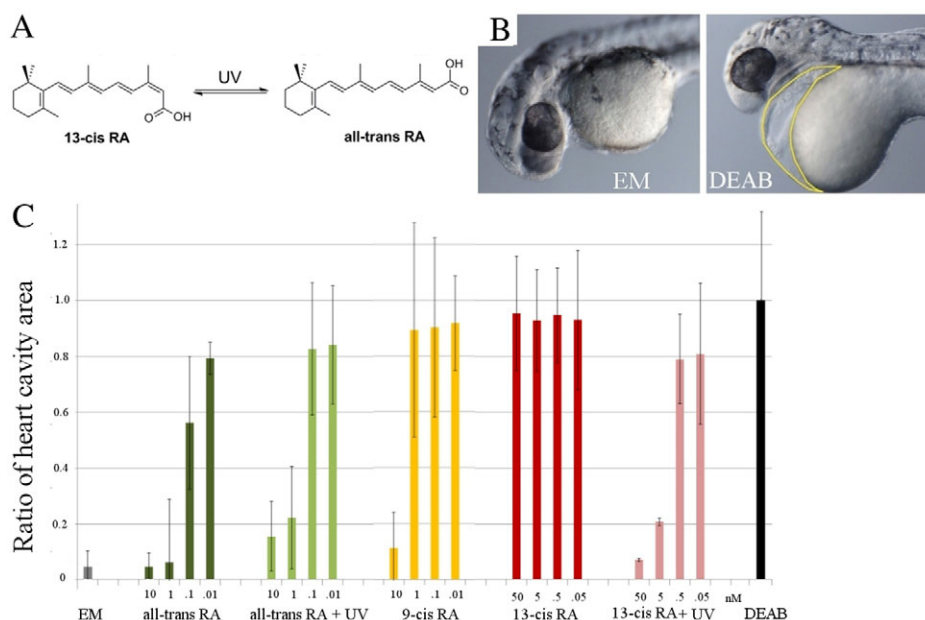 A
B
UV
OH
O
O
OH
13-cis RA
all-trans RA
EM
DEAB
C
Ratio of heart cavity area
1.2
1.0
0.8
0.6
0.4
0.2
0
10 1 .1 .01 10 1 .1 .01 10 1 .1 .01 50 5 .5 .05 50 5 .5 .05 nM
EM all-trans RA all-trans RA + UV 9-cis RA 13-cis RA 13-cis RA+ UV DEAB